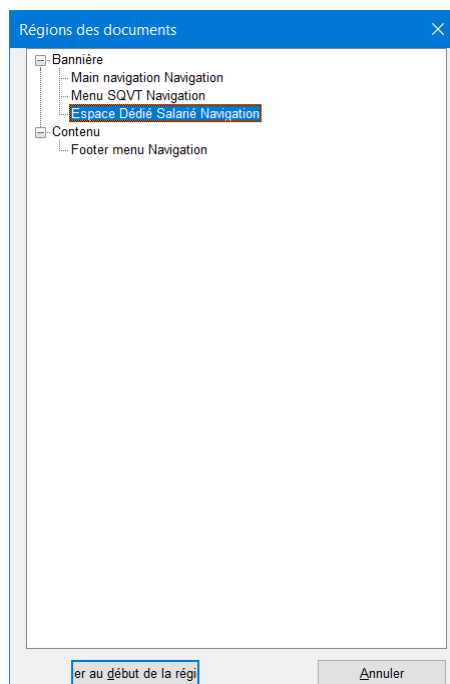 Régions des documents
Bannière
Main navigation Navigation
Menu SQVT Navigation
Espace Dédié Salarié Navigation
Contenu
Footer menu Navigation
er au début de la régi
Annuler